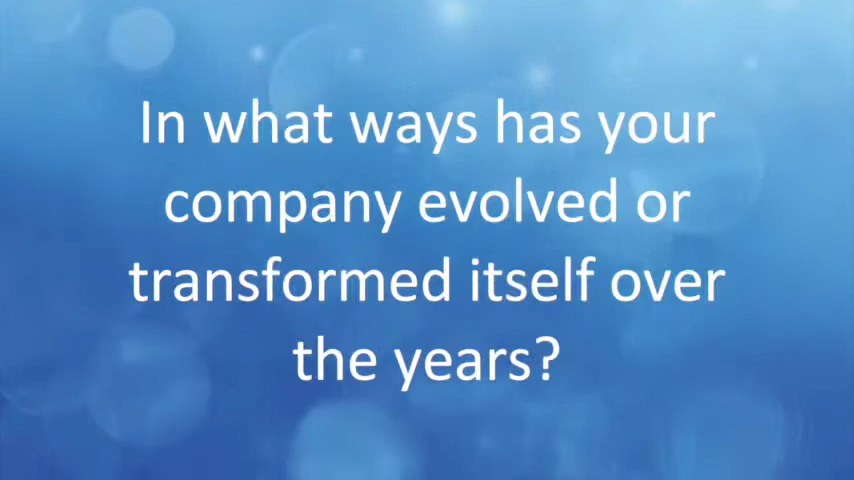 In what ways has your
company evolved or
transformed itself over
the years?